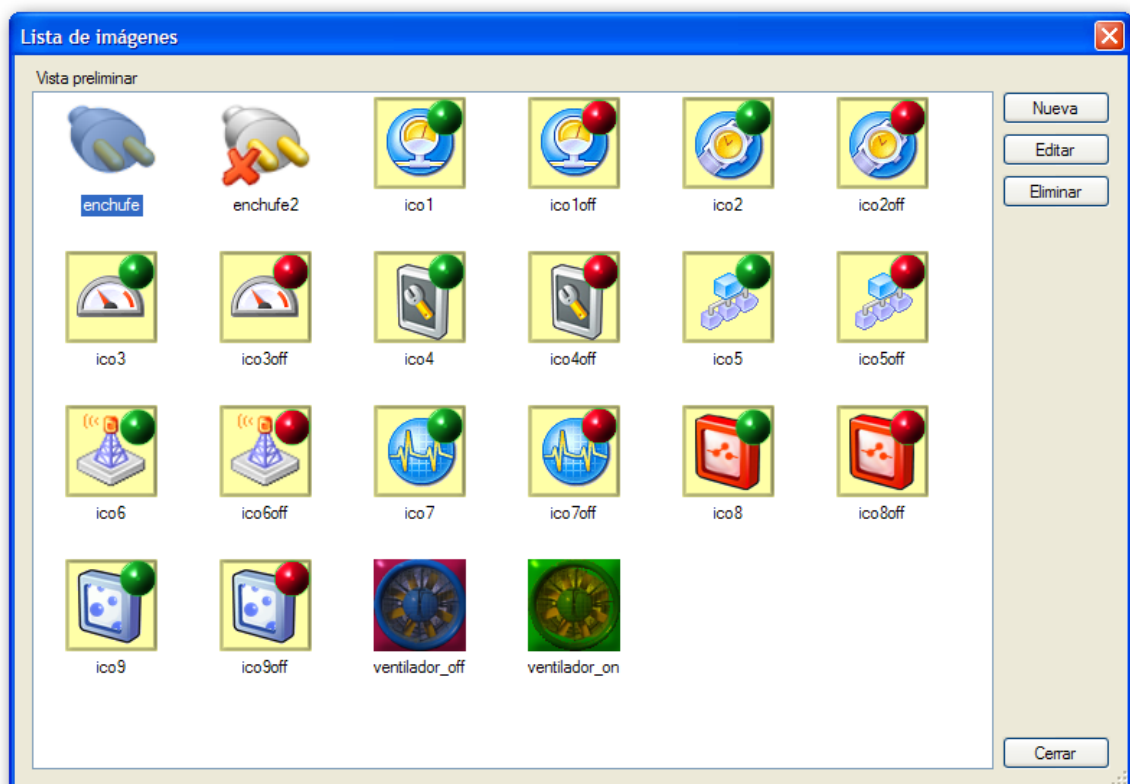 Lista de imágenes
Vista preliminar
enchufe enchufe2 ico1 ico1off ico2 ico2off
ico3 ico3off ico4 ico4off ico5 ico5off
ico6 ico6off ico7 ico7off ico8 ico8off
ico9 ico9off ventilador_off ventilador_on
Nueva
Editar
Eliminar
Cerrar